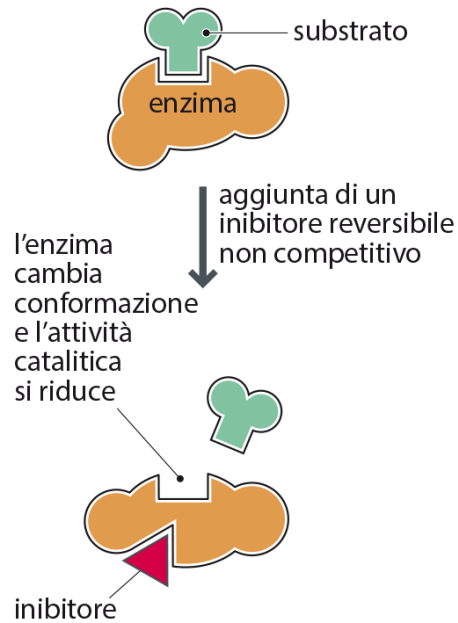 substrato
enzima
aggiunta di un
inibitore reversibile
non competitivo
l’enzima
cambia
conformazione
e l’attività
catalitica
si riduce
inibitore